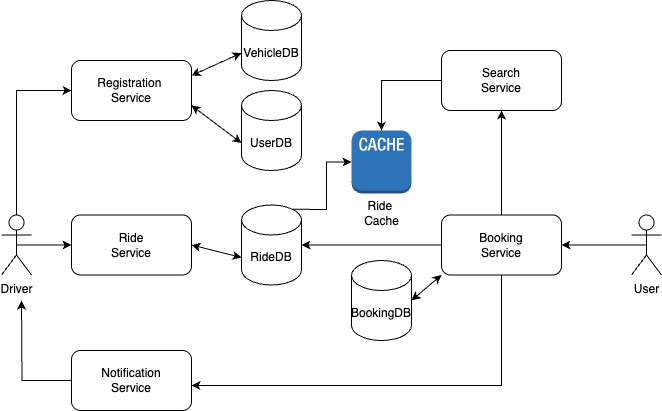 VehicleDB
Registration
Service
Search
Service
UserDB
CACHE
Ride
Cache
Ride
Service
RideDB
Booking
Service
Driver
User
BookingDB
Notification
Service